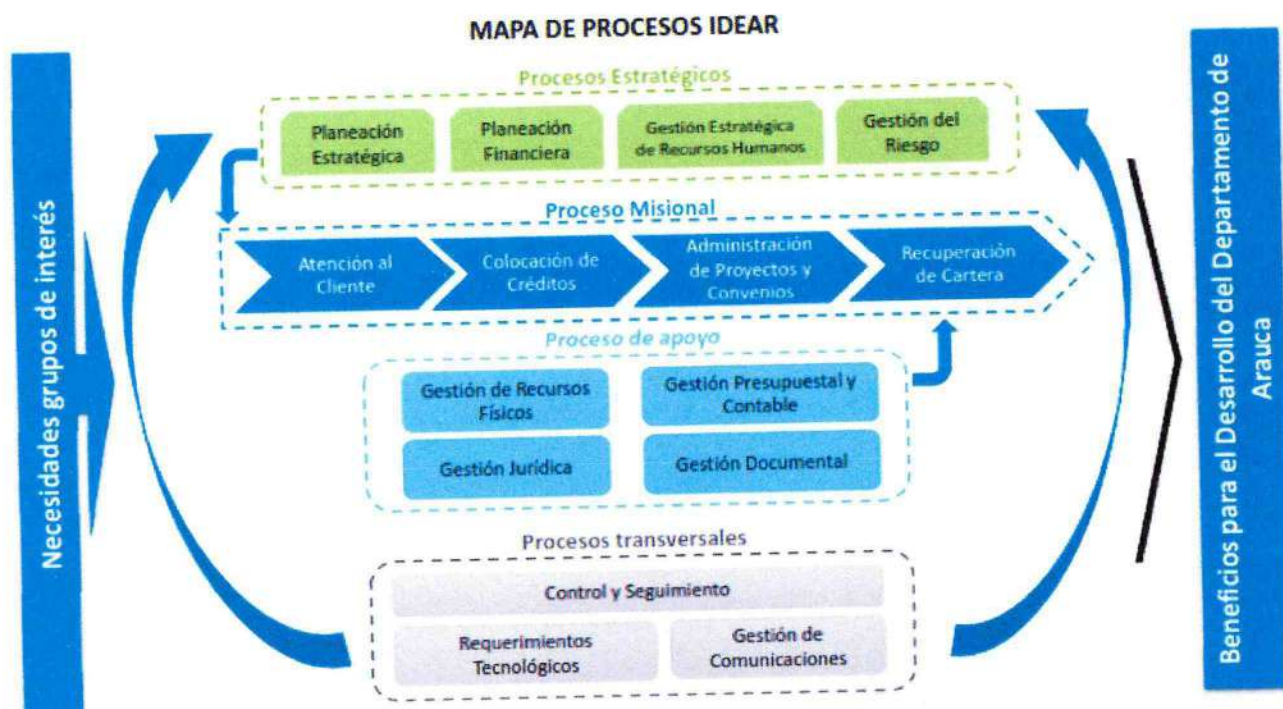 MAPA DE PROCESOS IDEAR
Necesidades grupos de interés
Procesos Estratégicos
Planeación
Estratégica
Planeación
Financiera
Gestión Estratégica
de Recursos Humanos
Gestión del
Riesgo
Proceso Misional
Atención al
Cliente
Colocación de
Créditos
Administración
de Proyectos y
Convenios
Recuperación
de Cartera
Proceso de apoyo
Gestión de Recursos
Físicos
Gestión Presupuestal y
Contable
Gestión Jurídica
Gestión Documental
Procesos transversales
Control y Seguimiento
Requerimientos
Tecnológicos
Gestión de
Comunicaciones
Beneficios para el Desarrollo del Departamento de
Arauca